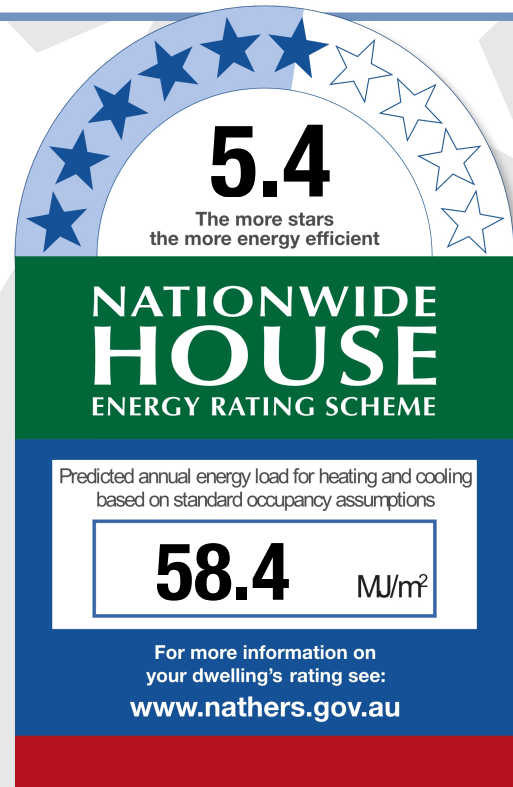 5.4
The more stars
the more energy efficient
NATIONWIDE
HOUSE
ENERGY RATING SCHEME
Predicted annual energy load for heating and cooling
based on standard occupancy assumptions
58.4 MJ/m²
For more information on
your dwelling's rating see:
www.nathers.gov.au